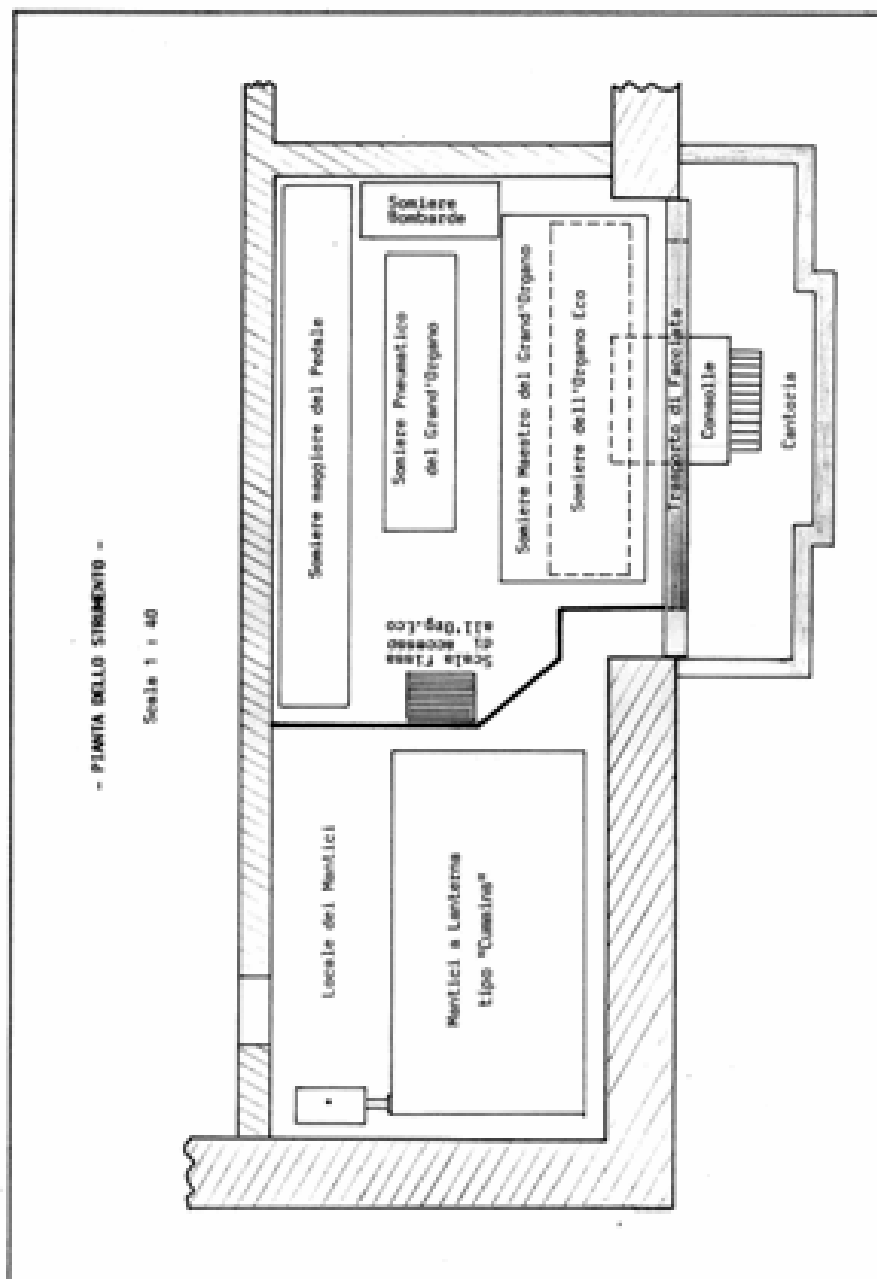 - PIANTA DELLO STRUMENTO -
Scala 1 : 40
Somiere maggiore del Pedale
Somiere
Bombarde
Somiere Pneumatico
del Grand'Organo
Somiere Maestro del Grand'Organo
Somiere dell'Organo Eco
Trasporto di Facciata
Consolle
Cantoria
Scala fissa
di accesso
all'Org.Eco
Locale dei Mantici
Mantici a Lanterna
tipo "Cummins"